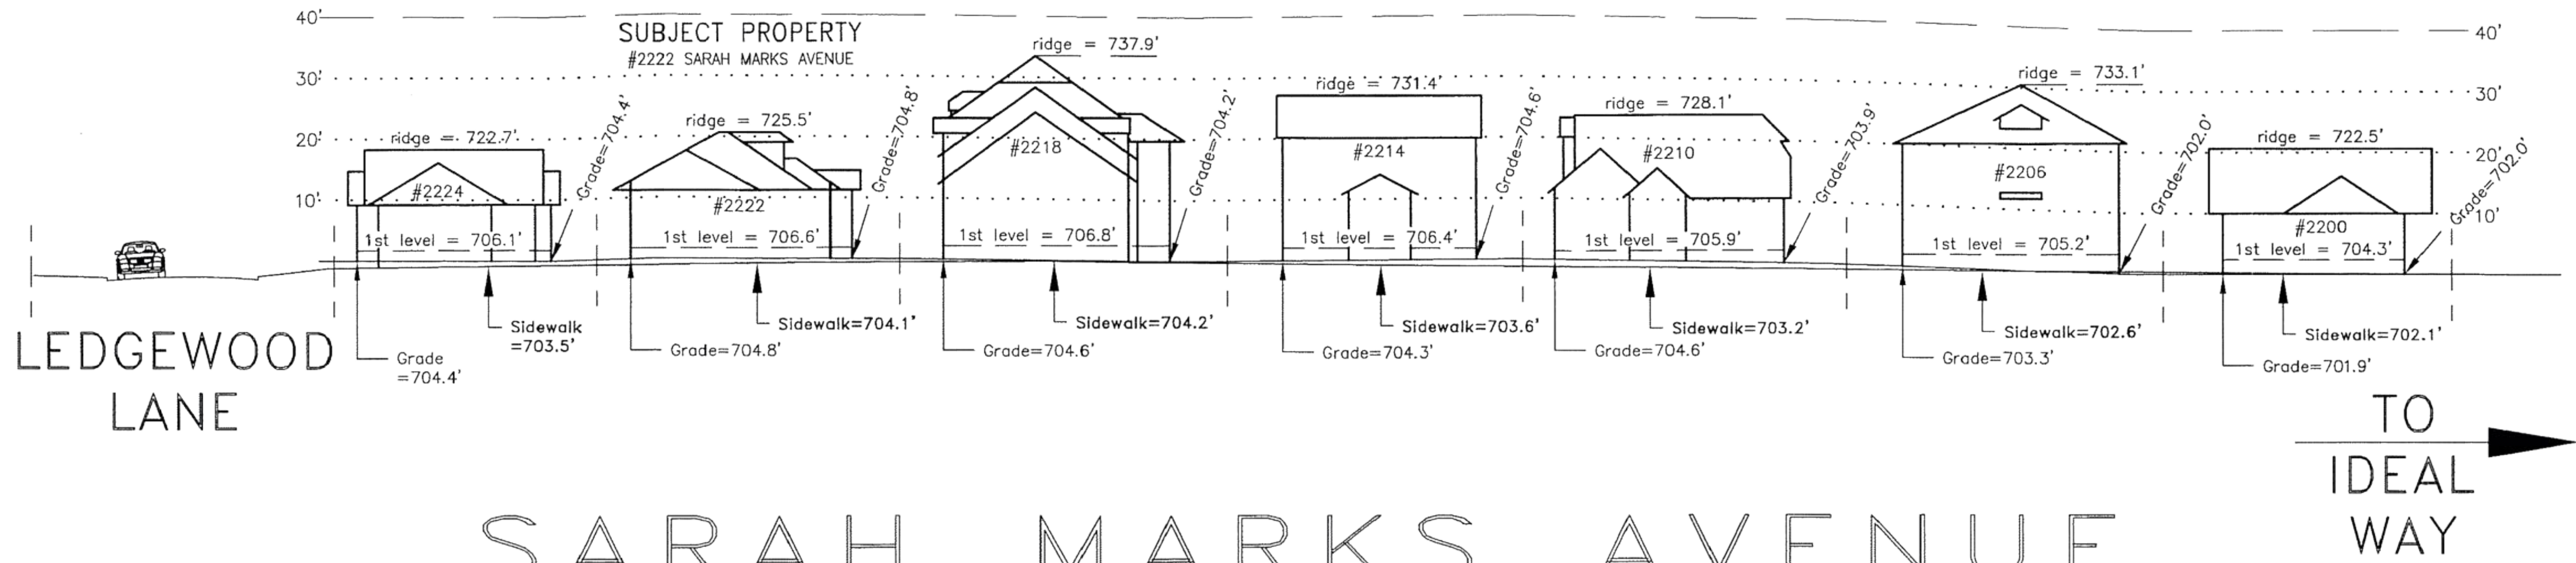 40'
40'
SUBJECT PROPERTY
#2222 SARAH MARKS AVENUE
30'
30'
20'
20'
10'
10'
ridge = 722.7'
#2224
1st level = 706.1'
Grade=704.4'
Sidewalk
=703.5'
Grade
=704.4'
ridge = 725.5'
#2222
1st level = 706.6'
Grade=704.8'
Sidewalk=704.1'
Grade=704.8'
ridge = 737.9'
#2218
1st level = 706.8'
Grade=704.2'
Sidewalk=704.2'
Grade=704.6'
ridge = 731.4'
#2214
1st level = 706.4'
Grade=704.6'
Sidewalk=703.6'
Grade=704.3'
ridge = 728.1'
#2210
1st level = 705.9'
Grade=703.9'
Sidewalk=703.2'
Grade=704.6'
ridge = 733.1'
#2206
1st level = 705.2'
Grade=702.0'
Sidewalk=702.6'
Grade=703.3'
ridge = 722.5'
#2200
1st level = 704.3'
Grade=702.0'
Sidewalk=702.1'
Grade=701.9'
LEDGEWOOD
LANE
TO
IDEAL
WAY
SARAH MARKS AVENUE